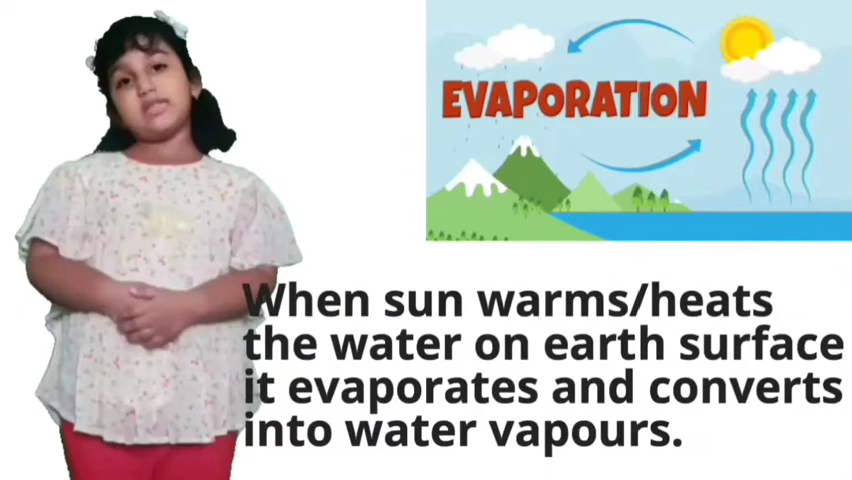 EVAPORATION
When sun warms/heats
the water on earth surface
it evaporates and converts
into water vapours.